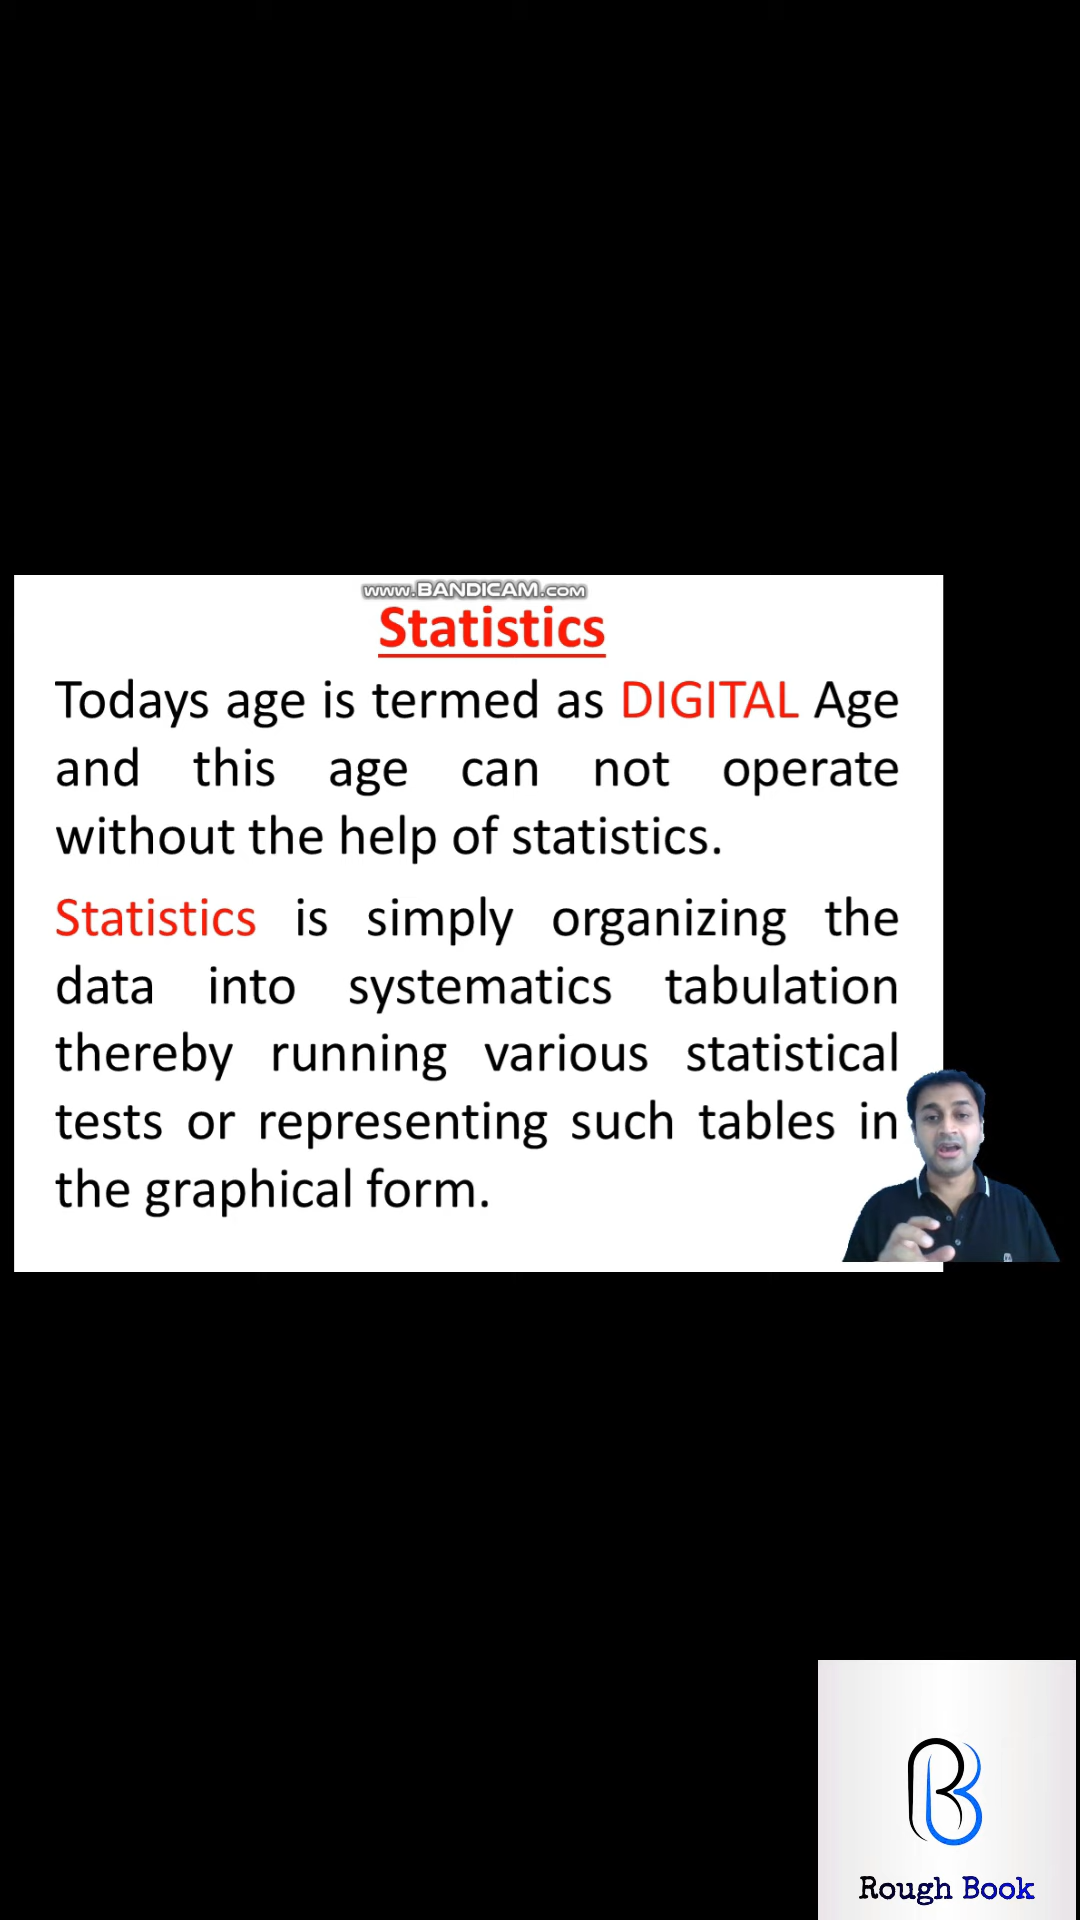 www.BANDICAM.com
Statistics
Todays age is termed as DIGITAL Age
and this age can not operate
without the help of statistics.
Statistics is simply organizing the
data into systematics tabulation
thereby running various statistical
tests or representing such tables in
the graphical form.
Rough Book